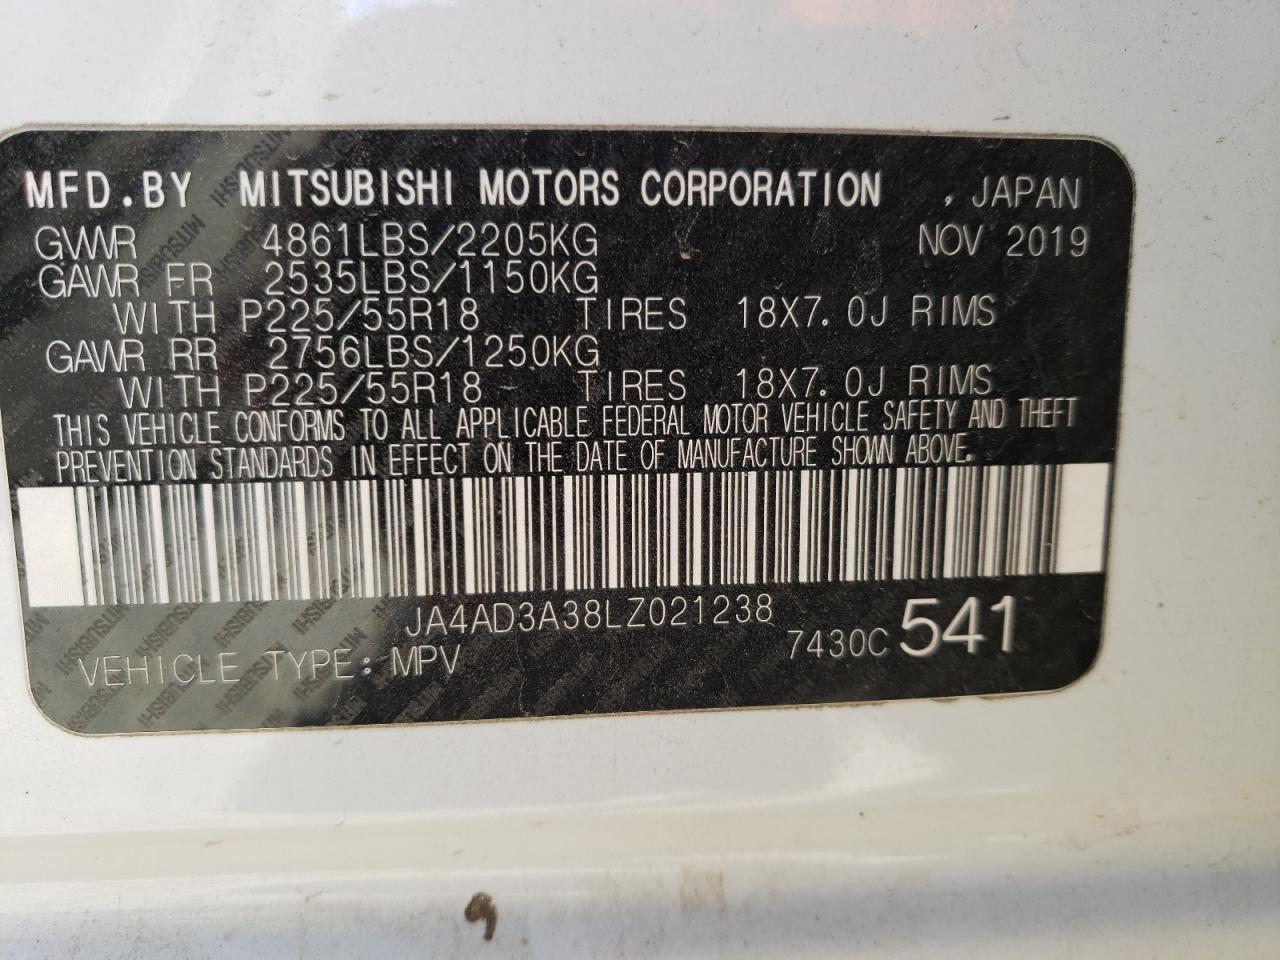 MFD.BY MITSUBISHI MOTORS CORPORATION , JAPAN
GVWR 4861LBS/2205KG NOV 2019
GAWR FR 2535LBS/1150KG
WITH P225/55R18 TIRES 18X7.0J RIMS
GAWR RR 2756LBS/1250KG
WITH P225/55R18 TIRES 18X7.0J RIMS
THIS VEHICLE CONFORMS TO ALL APPLICABLE FEDERAL MOTOR VEHICLE SAFETY AND THEFT
PREVENTION STANDARDS IN EFFECT ON THE DATE OF MANUFACTURE SHOWN ABOVE.
JA4AD3A38LZ021238
VEHICLE TYPE: MPV 7430C 541